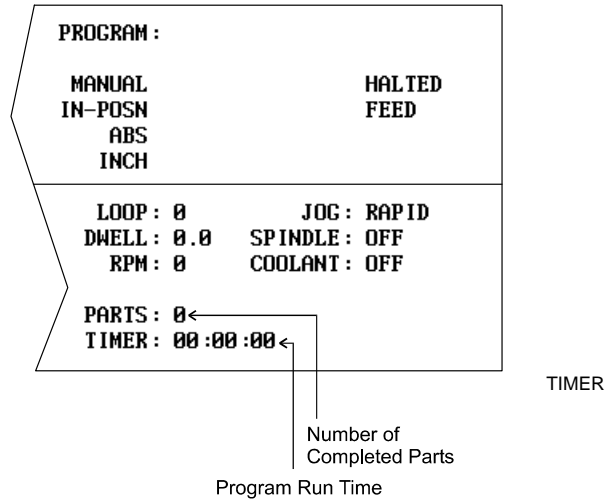 PROGRAM:
MANUAL HALTED
IN-POSN FEED
ABS
INCH
LOOP: 0 JOG: RAPID
DWELL: 0.0 SPINDLE: OFF
RPM: 0 COOLANT: OFF
PARTS: 0
TIMER: 00:00:00
TIMER
Number of
Completed Parts
Program Run Time